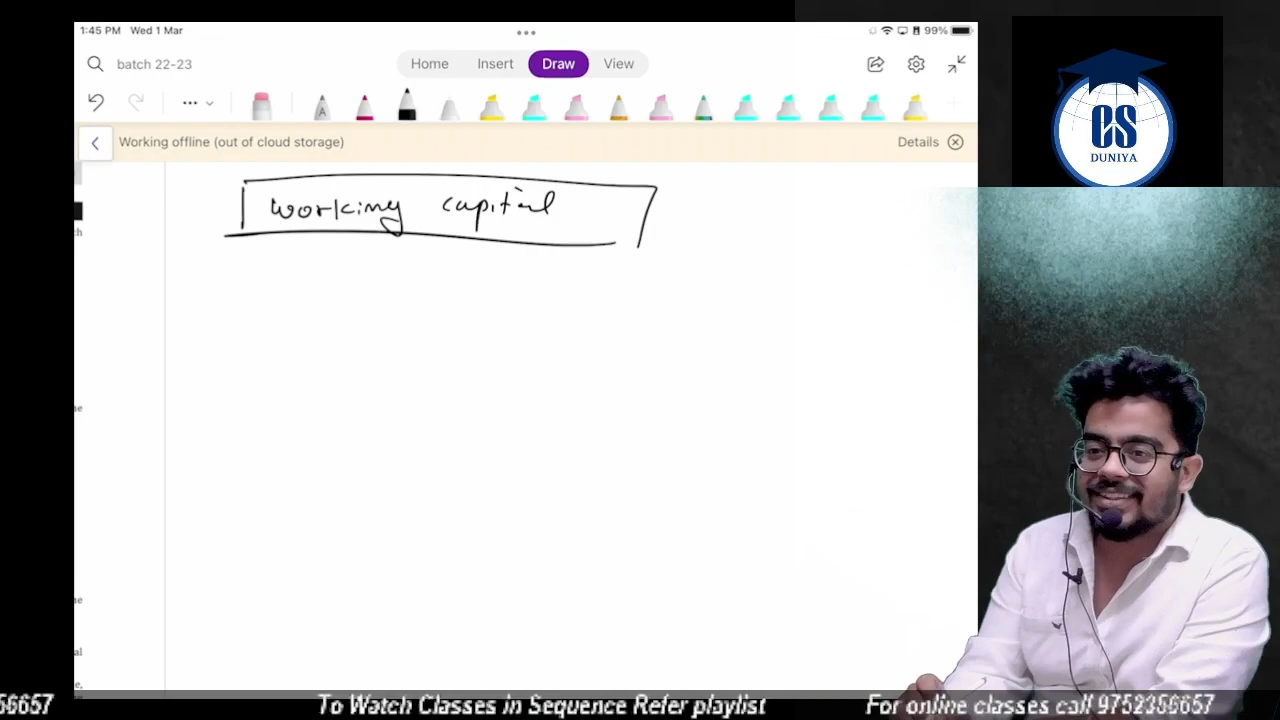 1:45 PM Wed 1 Mar
99%
batch 22-23
Home Insert Draw View
A
Working offline (out of cloud storage)
Details
working capital
CS
DUNIYA
56657 To Watch Classes in Sequence Refer playlist For online classes call 9752356657